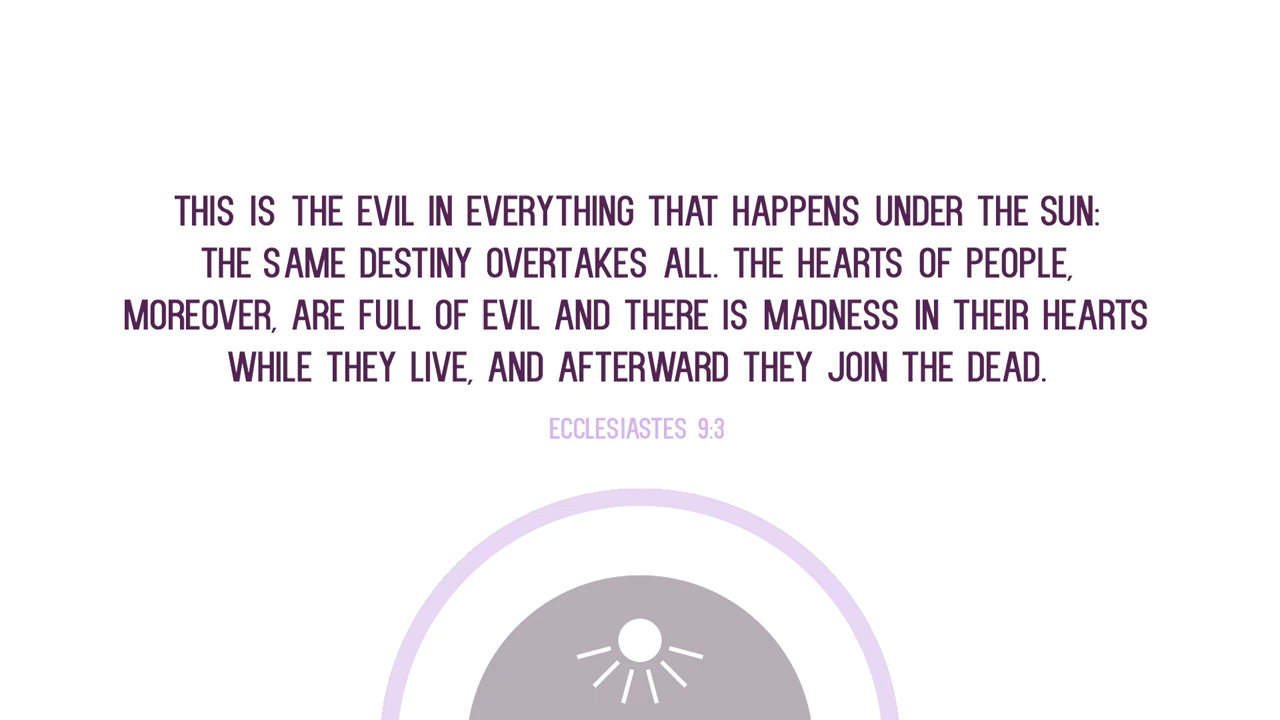 THIS IS THE EVIL IN EVERYTHING THAT HAPPENS UNDER THE SUN:
THE SAME DESTINY OVERTAKES ALL. THE HEARTS OF PEOPLE,
MOREOVER, ARE FULL OF EVIL AND THERE IS MADNESS IN THEIR HEARTS
WHILE THEY LIVE, AND AFTERWARD THEY JOIN THE DEAD.
ECCLESIASTES 9:3